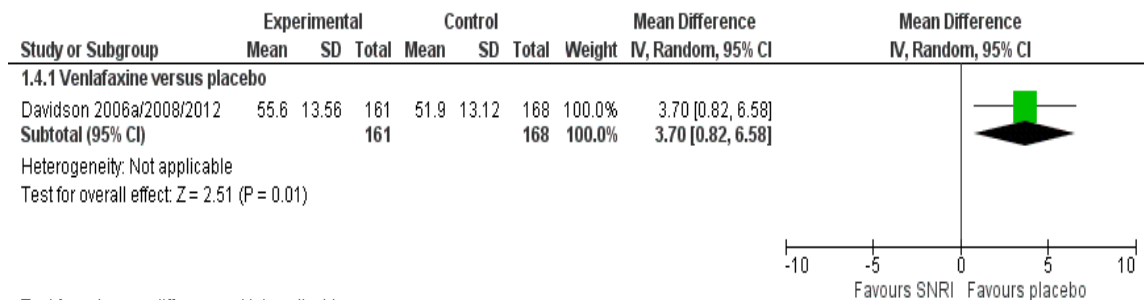 Experimental Control Mean Difference Mean Difference
Study or Subgroup Mean SD Total Mean SD Total Weight IV, Random, 95% CI IV, Random, 95% CI
1.4.1 Venlafaxine versus placebo
Davidson 2006a/2008/2012 55.6 13.56 161 51.9 13.12 168 100.0% 3.70 [0.82, 6.58]
Subtotal (95% CI) 161 168 100.0% 3.70 [0.82, 6.58]
Heterogeneity: Not applicable
Test for overall effect: Z = 2.51 (P = 0.01)
-10 -5 0 5 10
Favours SNRI Favours placebo